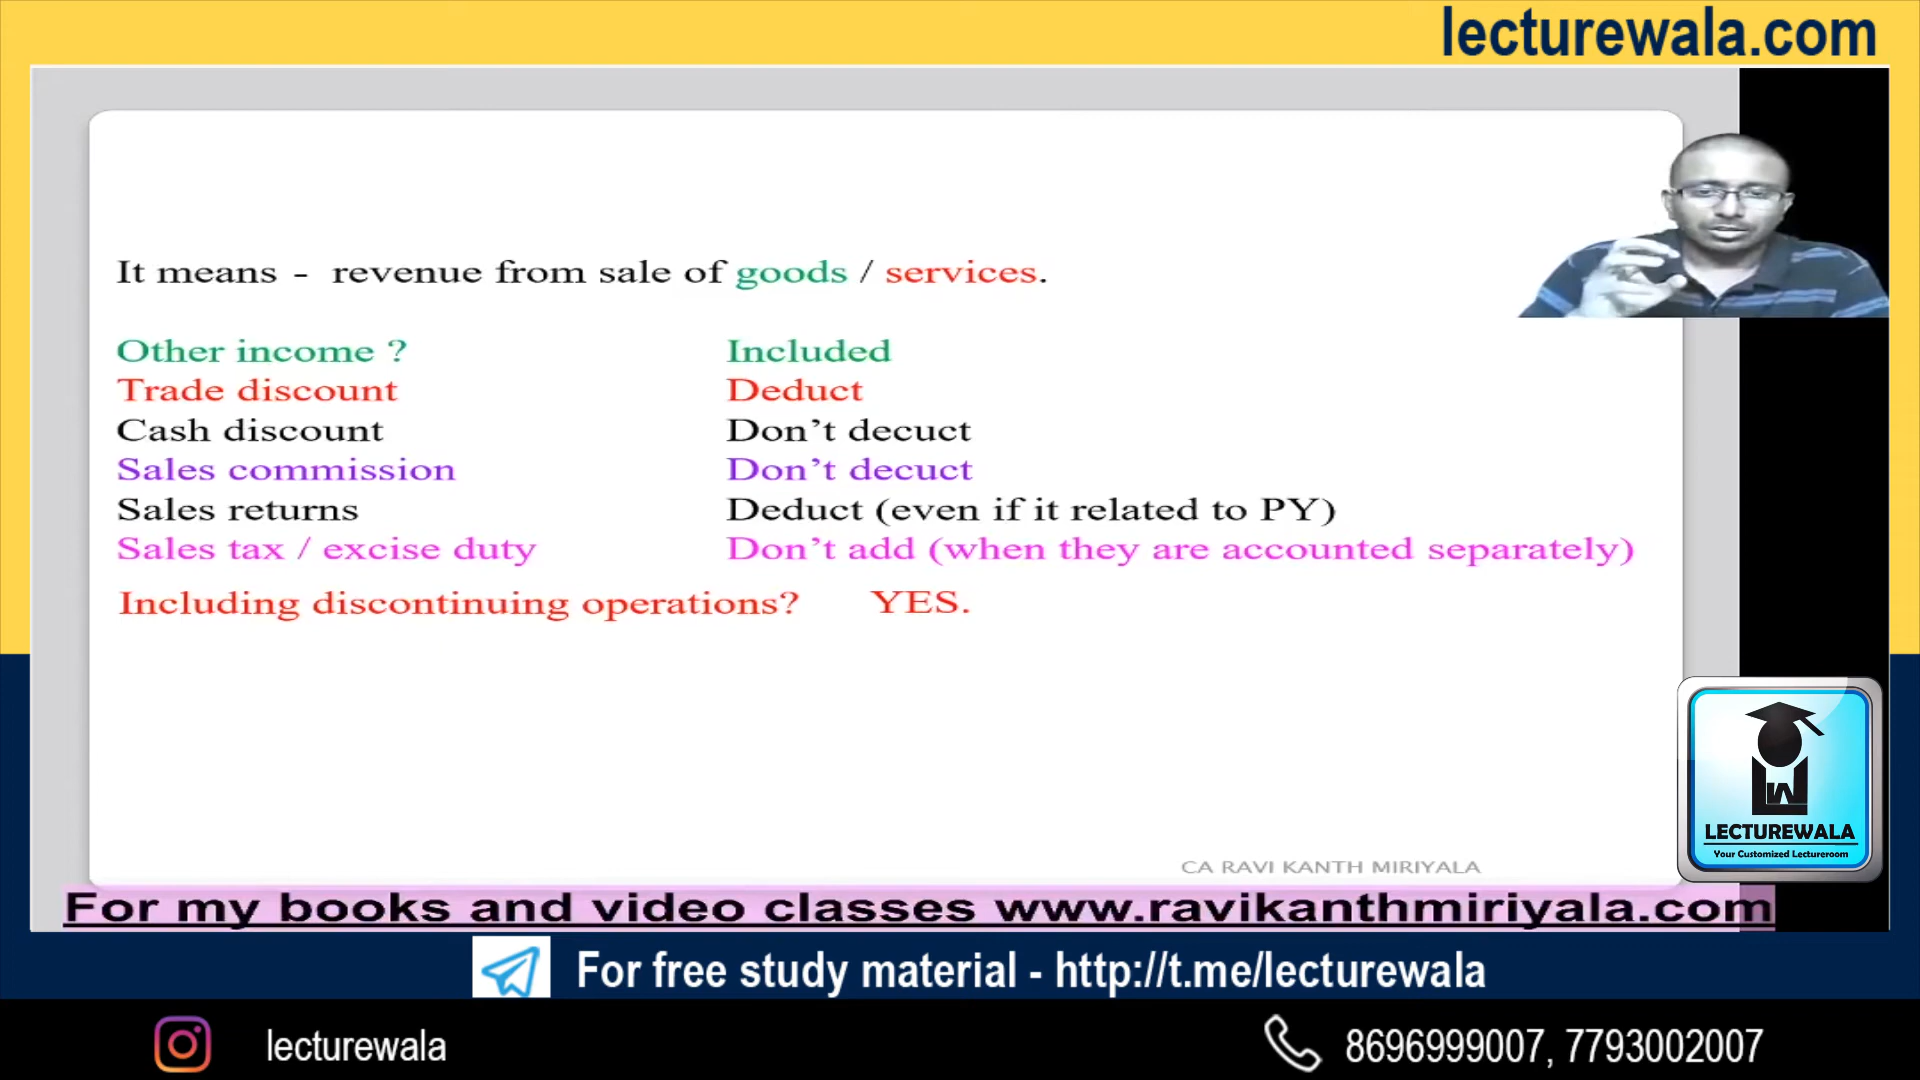 lecturewala.com
It means - revenue from sale of goods / services.
Other income ? Included
Trade discount Deduct
Cash discount Don't decuct
Sales commission Don't decuct
Sales returns Deduct (even if it related to PY)
Sales tax / excise duty Don't add (when they are accounted separately)
Including discontinuing operations? YES.
LW
LECTUREWALA
Your Customized Lectureroom
CA RAVI KANTH MIRIYALA
For my books and video classes www.ravikanthmiriyala.com
For free study material - http://t.me/lecturewala
lecturewala
8696999007, 7793002007